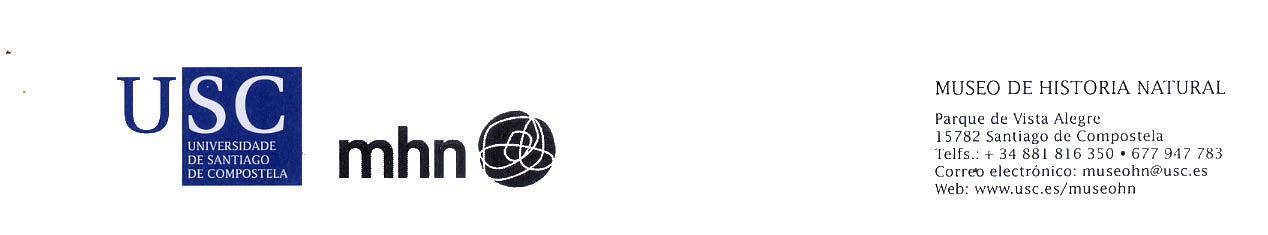 USC
UNIVERSIDADE
DE SANTIAGO
DE COMPOSTELA
mhn
MUSEO DE HISTORIA NATURAL
Parque de Vista Alegre
15782 Santiago de Compostela
Telfs.: + 34 881 816 350 • 677 947 783
Correo electrónico: museohn@usc.es
Web: www.usc.es/museohn